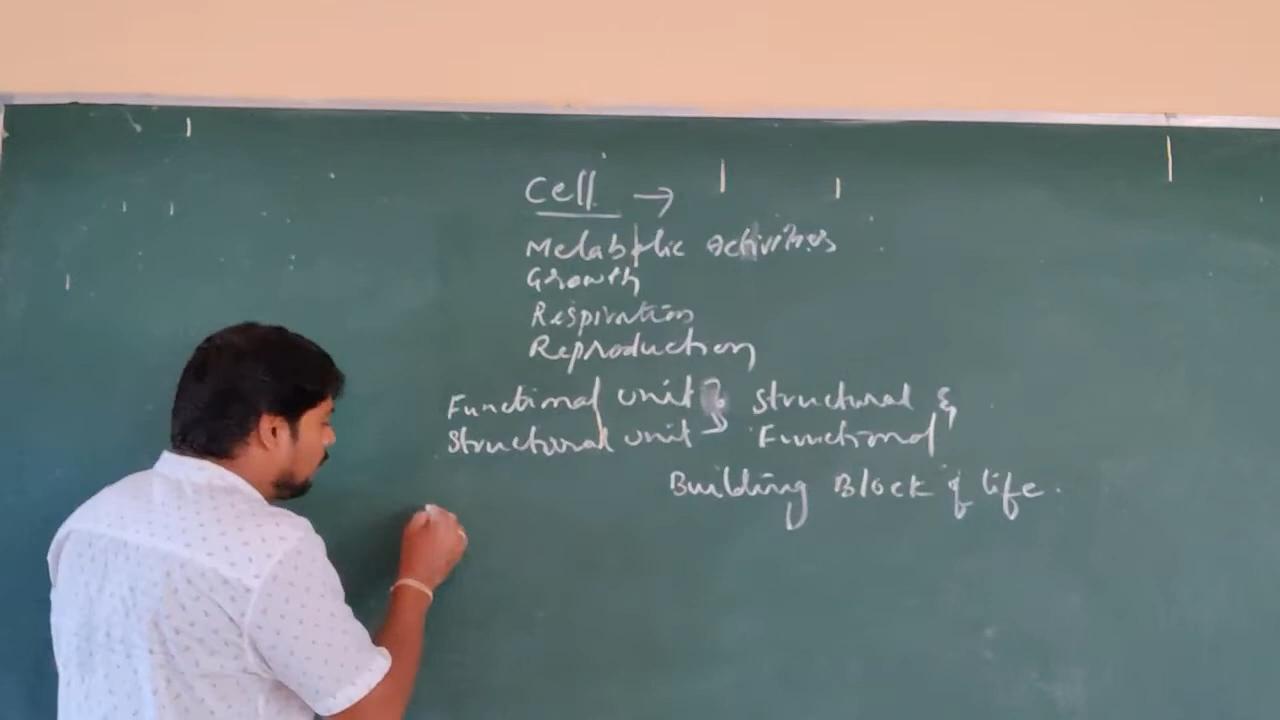 Cell →
Metabolic activities
Growth
Respiration
Reproduction
Functional unit & structural &
Structural unit → Functional
Building Block of life.